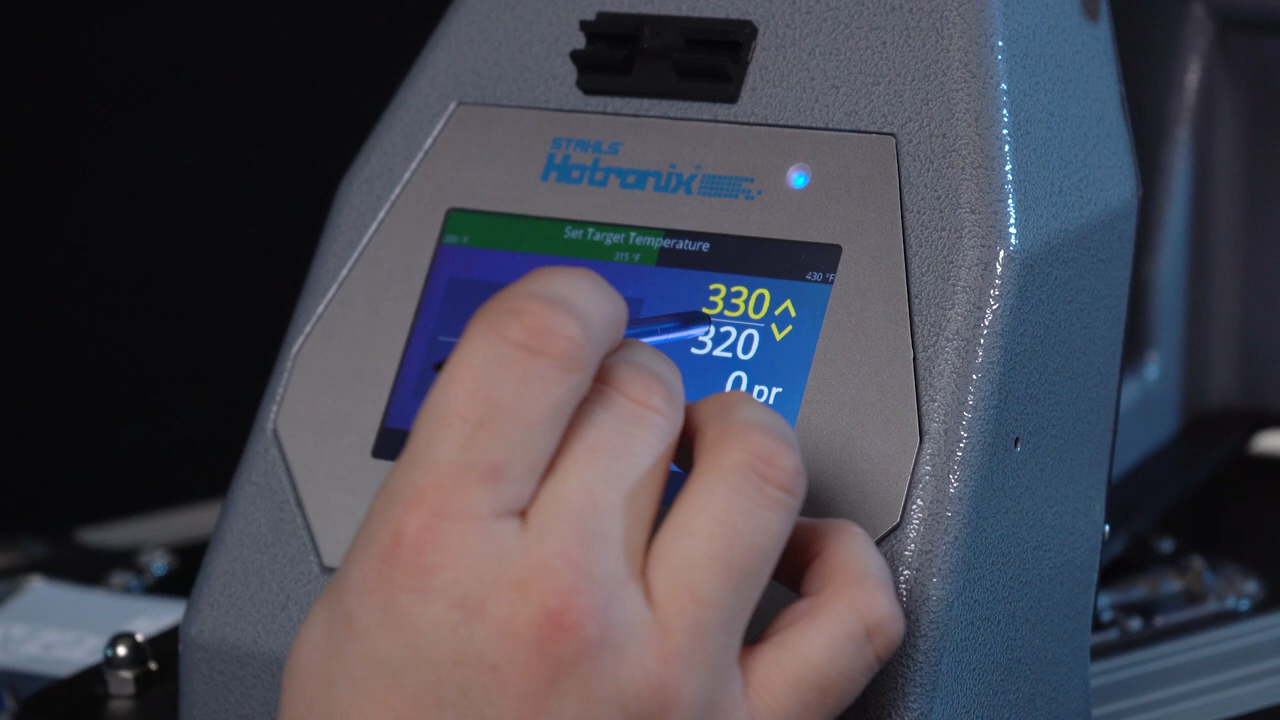 STAHLS'
Hotronix
Set Target Temperature
315 °F
430 °F
330
320
0 pr